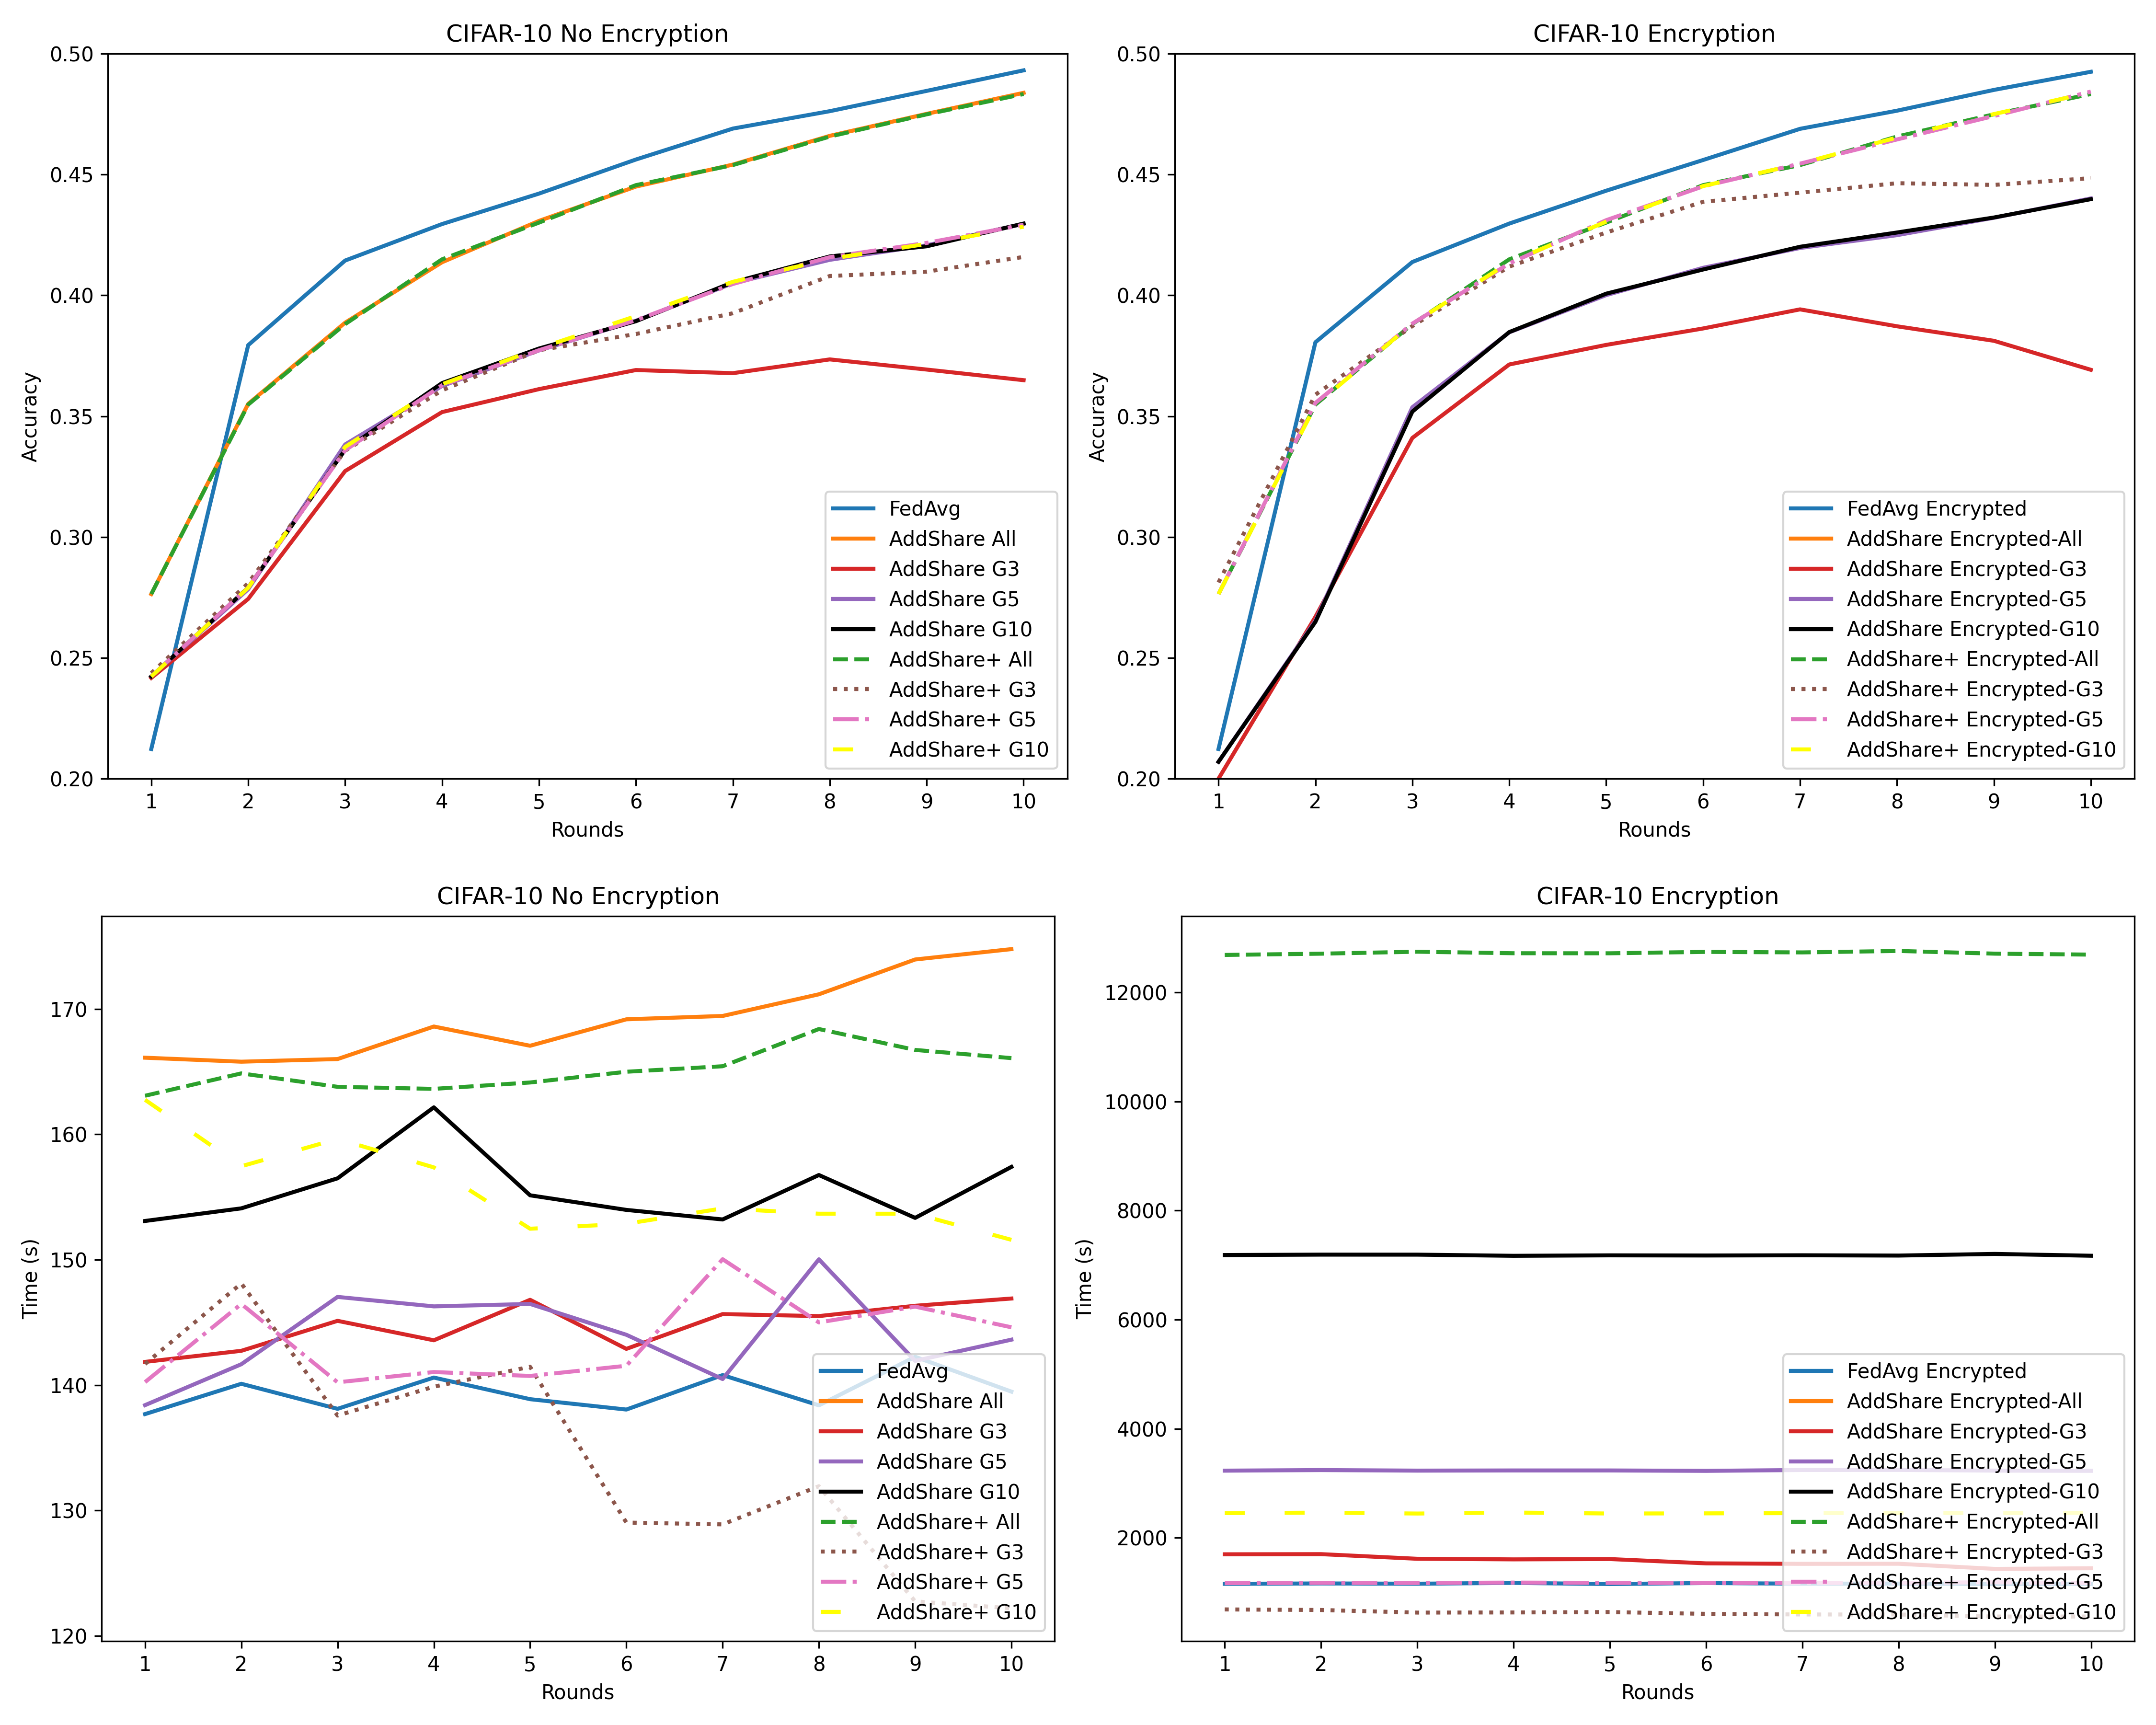 CIFAR-10 No Encryption
0.50
0.45
0.40
0.35
0.30
0.25
0.20
Accuracy
1 2 3 4 5 6 7 8 9 10
Rounds
FedAvg
AddShare All
AddShare G3
AddShare G5
AddShare G10
AddShare+ All
AddShare+ G3
AddShare+ G5
AddShare+ G10
CIFAR-10 Encryption
0.50
0.45
0.40
0.35
0.30
0.25
0.20
Accuracy
1 2 3 4 5 6 7 8 9 10
Rounds
FedAvg Encrypted
AddShare Encrypted-All
AddShare Encrypted-G3
AddShare Encrypted-G5
AddShare Encrypted-G10
AddShare+ Encrypted-All
AddShare+ Encrypted-G3
AddShare+ Encrypted-G5
AddShare+ Encrypted-G10
CIFAR-10 No Encryption
170
160
150
140
130
120
Time (s)
1 2 3 4 5 6 7 8 9 10
Rounds
FedAvg
AddShare All
AddShare G3
AddShare G5
AddShare G10
AddShare+ All
AddShare+ G3
AddShare+ G5
AddShare+ G10
CIFAR-10 Encryption
12000
10000
8000
6000
4000
2000
Time (s)
1 2 3 4 5 6 7 8 9 10
Rounds
FedAvg Encrypted
AddShare Encrypted-All
AddShare Encrypted-G3
AddShare Encrypted-G5
AddShare Encrypted-G10
AddShare+ Encrypted-All
AddShare+ Encrypted-G3
AddShare+ Encrypted-G5
AddShare+ Encrypted-G10